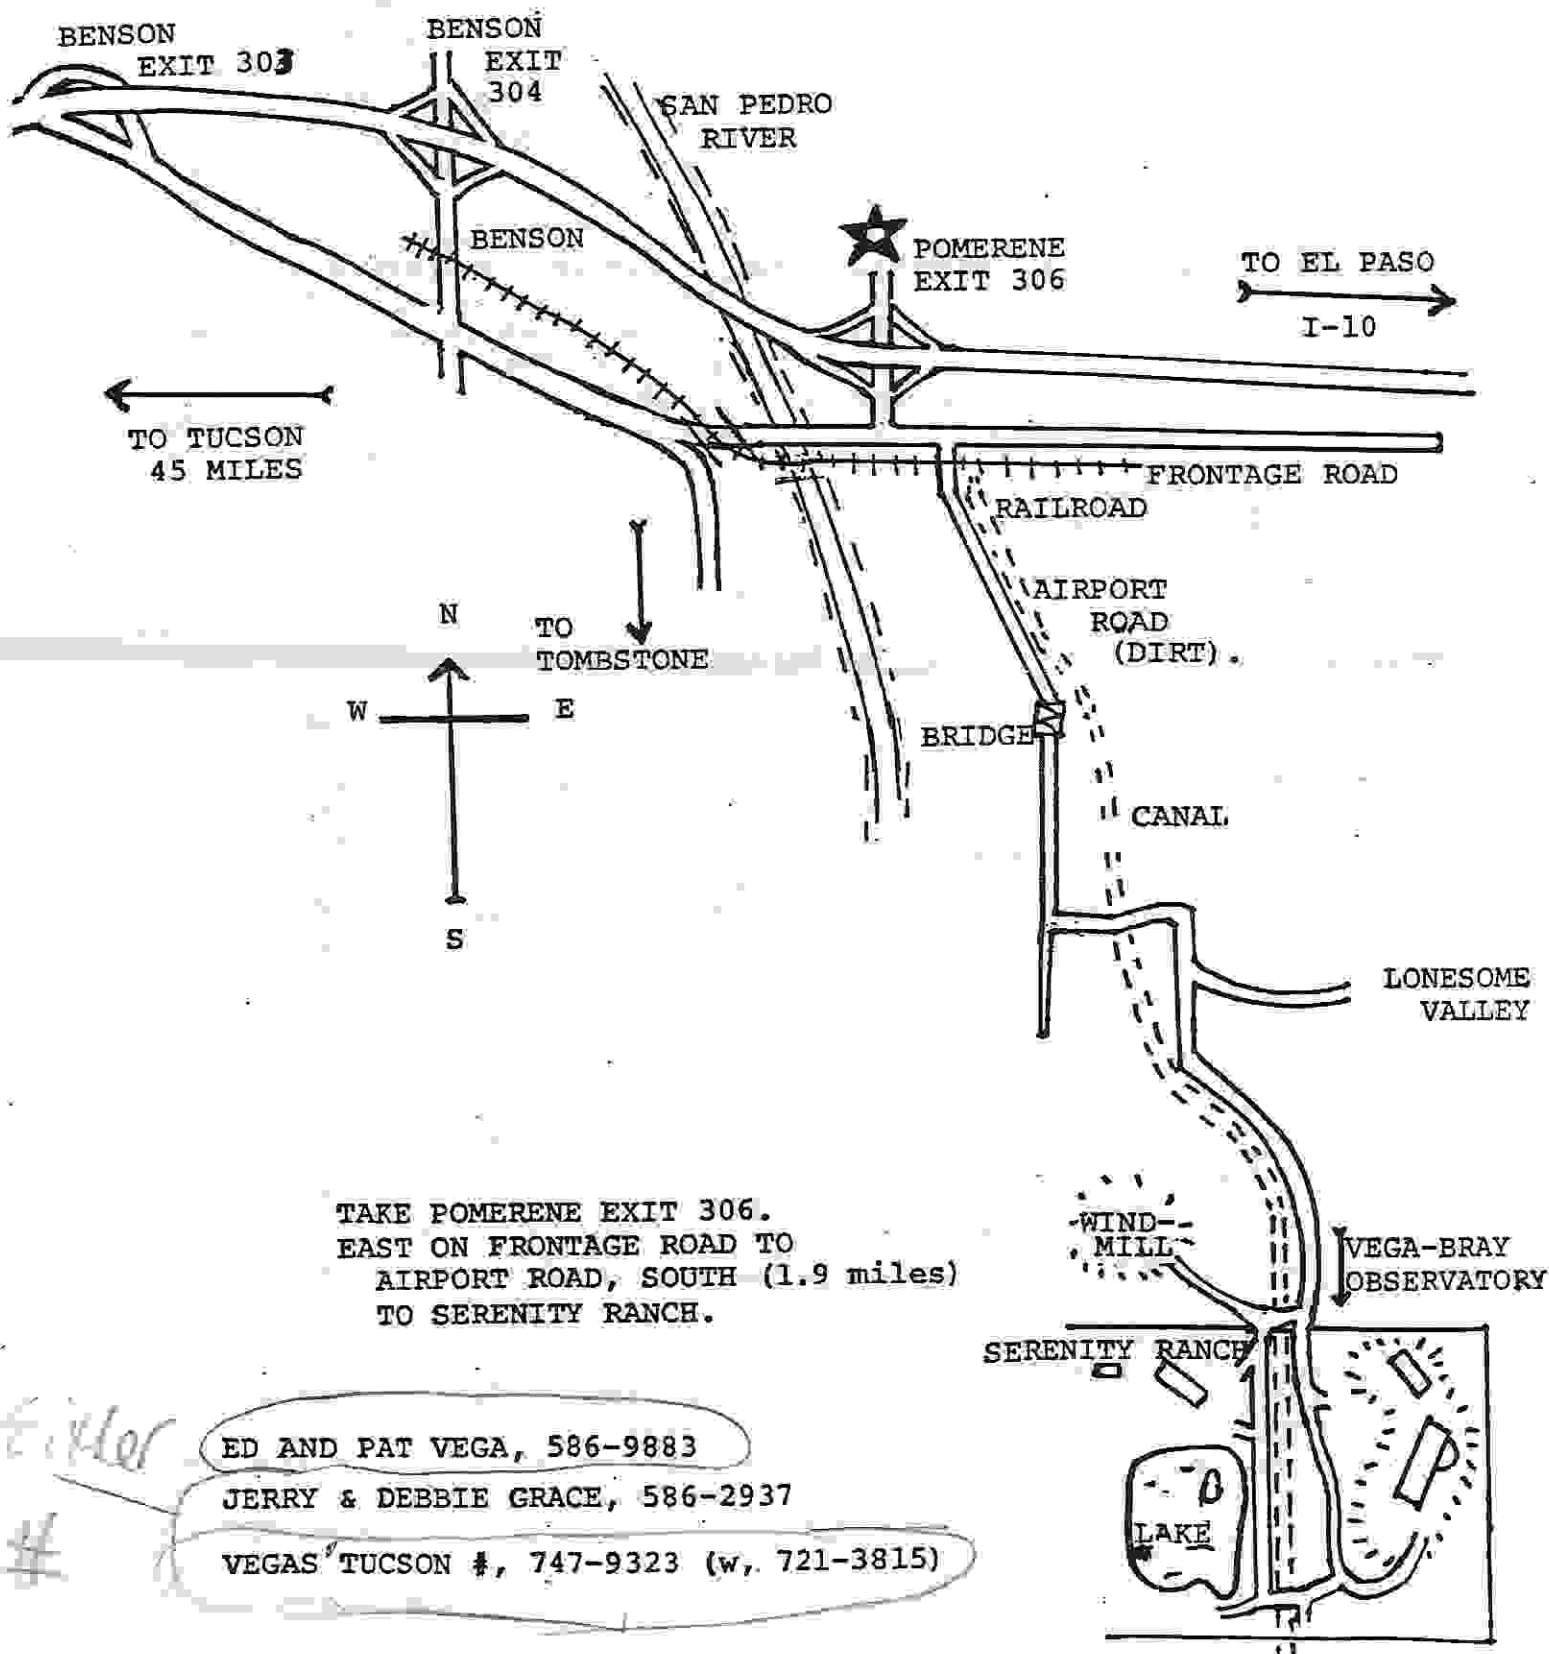 BENSON
EXIT 303
BENSON
EXIT
304
SAN PEDRO
RIVER
BENSON
POMERENE
EXIT 306
TO EL PASO
I-10
TO TUCSON
45 MILES
FRONTAGE ROAD
RAILROAD
AIRPORT
ROAD
(DIRT).
N
TO
TOMBSTONE
W
E
BRIDGE
CANAL
S
LONESOME
VALLEY
TAKE POMERENE EXIT 306.
EAST ON FRONTAGE ROAD TO
AIRPORT ROAD, SOUTH (1.9 miles)
TO SERENITY RANCH.
WIND-
MILL
VEGA-BRAY
OBSERVATORY
SERENITY RANCH
ED AND PAT VEGA, 586-9883
JERRY & DEBBIE GRACE, 586-2937
#
VEGAS' TUCSON #, 747-9323 (w, 721-3815)
LAKE